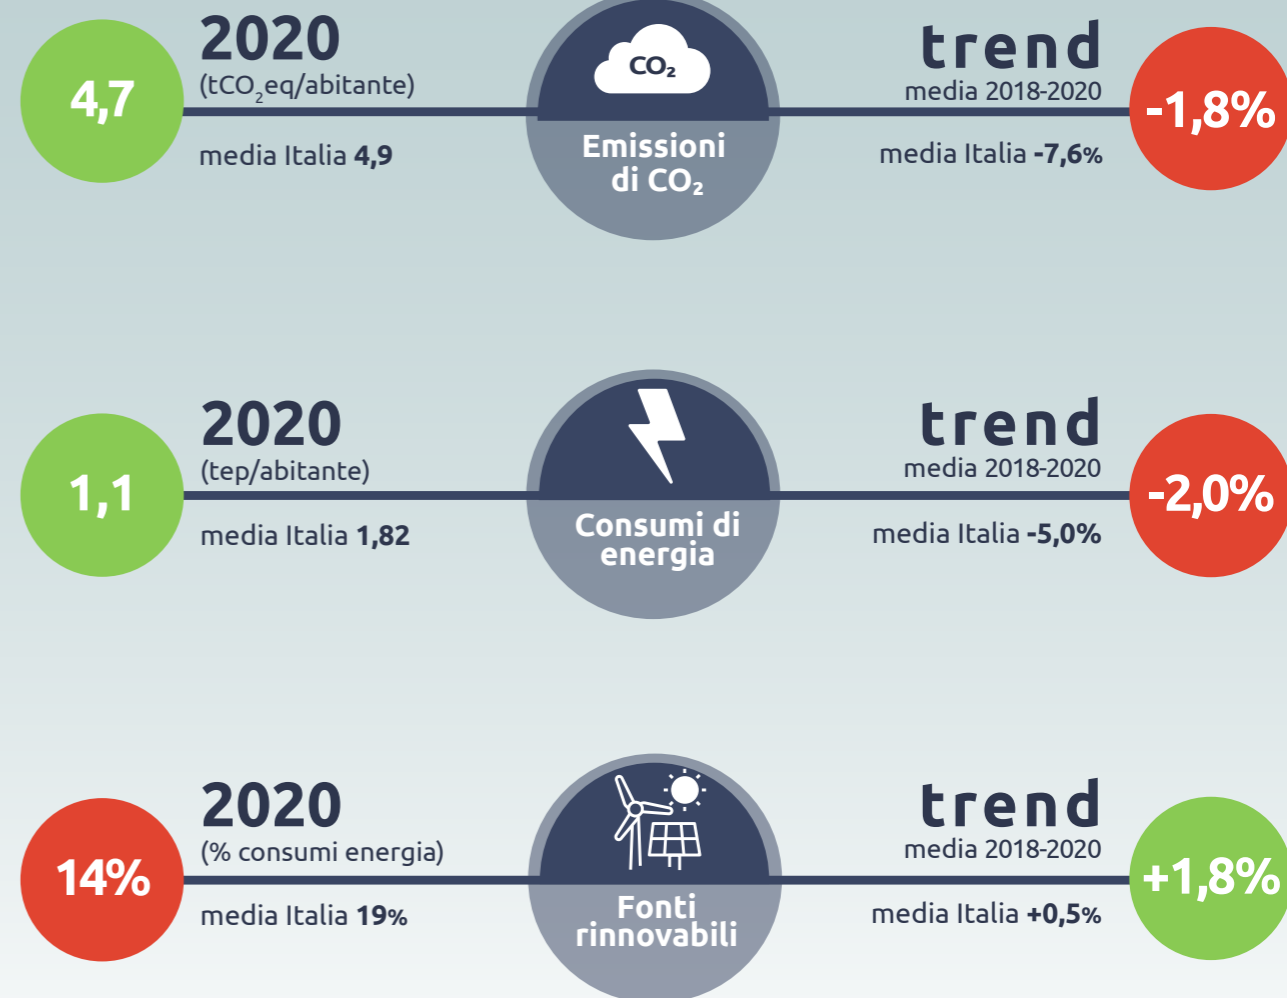 4,7
2020
(tCO₂eq/abitante)
media Italia 4,9
CO₂
Emissioni
di CO₂
trend
media 2018-2020
media Italia -7,6%
-1,8%
1,1
2020
(tep/abitante)
media Italia 1,82
Consumi di
energia
trend
media 2018-2020
media Italia -5,0%
-2,0%
14%
2020
(% consumi energia)
media Italia 19%
Fonti
rinnovabili
trend
media 2018-2020
media Italia +0,5%
+1,8%